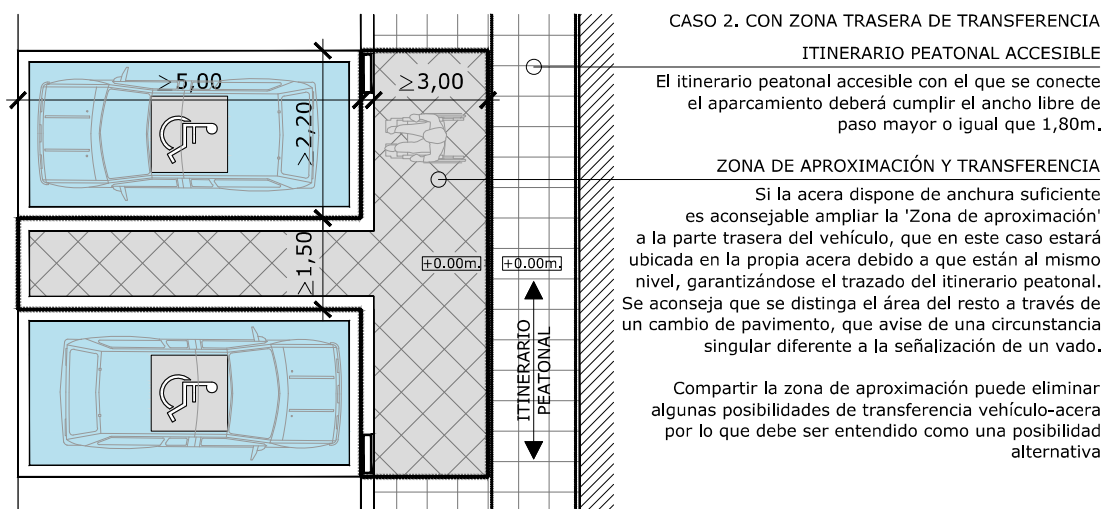 CASO 2. CON ZONA TRASERA DE TRANSFERENCIA
ITINERARIO PEATONAL ACCESIBLE
El itinerario peatonal accesible con el que se conecte
el aparcamiento deberá cumplir el ancho libre de
paso mayor o igual que 1,80m.
ZONA DE APROXIMACIÓN Y TRANSFERENCIA
Si la acera dispone de anchura suficiente
es aconsejable ampliar la 'Zona de aproximación'
a la parte trasera del vehículo, que en este caso estará
ubicada en la propia acera debido a que están al mismo
nivel, garantizándose el trazado del itinerario peatonal.
Se aconseja que se distinga el área del resto a través de
un cambio de pavimento, que avise de una circunstancia
singular diferente a la señalización de un vado.
Compartir la zona de aproximación puede eliminar
algunas posibilidades de transferencia vehículo-acera
por lo que debe ser entendido como una posibilidad
alternativa
≥5,00
≥3,00
≥2,20
≥1,50
+0.00m.
+0.00m.
ITINERARIO
PEATONAL